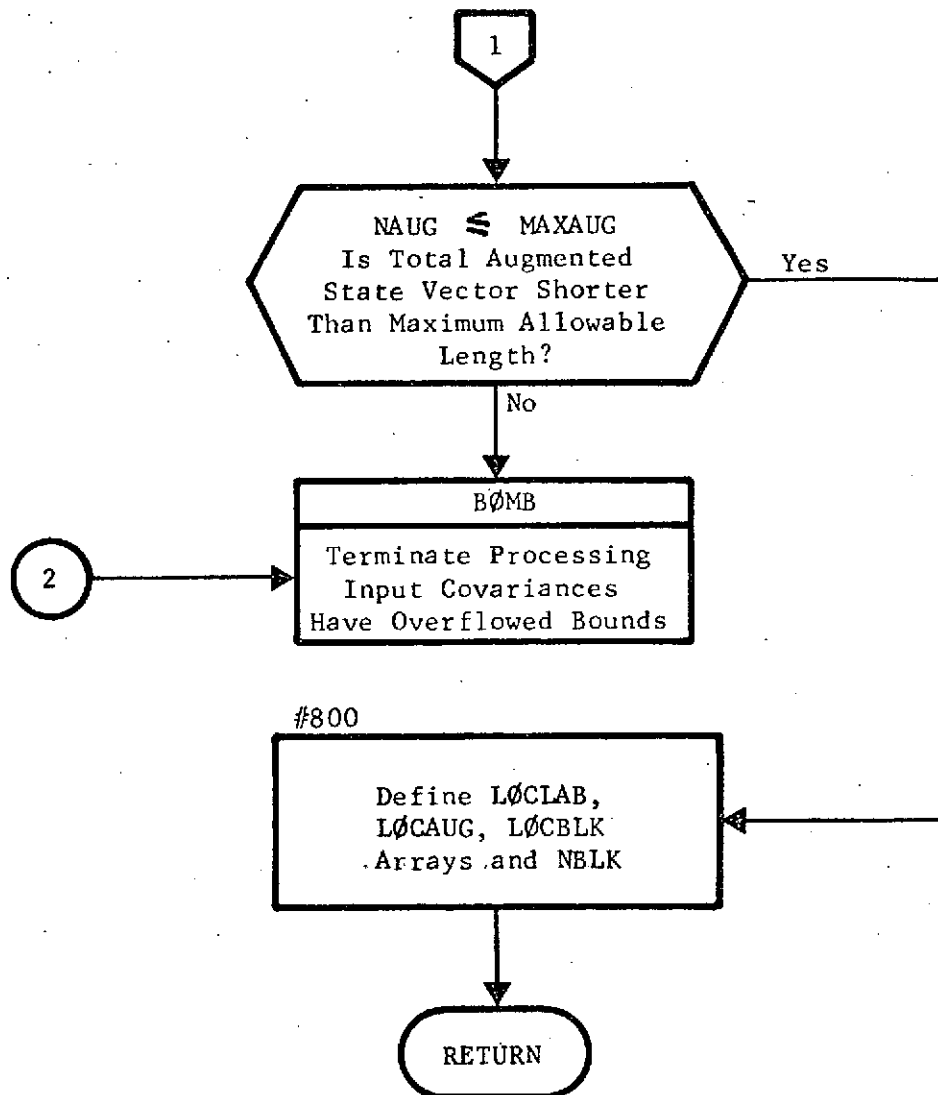 1
NAUG ≤ MAXAUG
Is Total Augmented
State Vector Shorter
Than Maximum Allowable
Length?
Yes
No
BØMB
2
Terminate Processing
Input Covariances
Have Overflowed Bounds
#800
Define LØCLAB,
LØCAUG, LØCBLK
Arrays and NBLK
RETURN